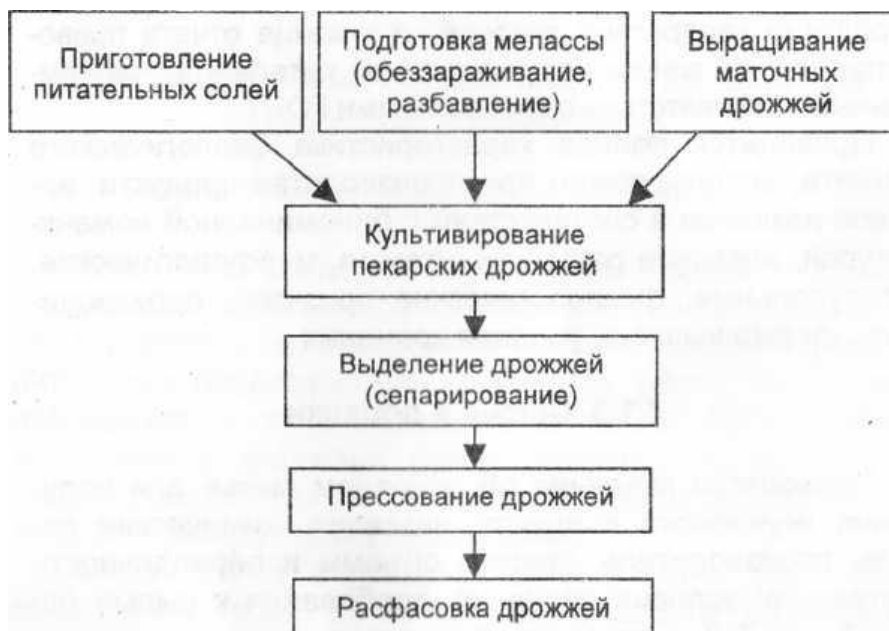 Приготовление
питательных солей
Подготовка мелассы
(обеззараживание,
разбавление)
Выращивание
маточных
дрожжей
Культивирование
пекарских дрожжей
Выделение дрожжей
(сепарирование)
Прессование дрожжей
Расфасовка дрожжей